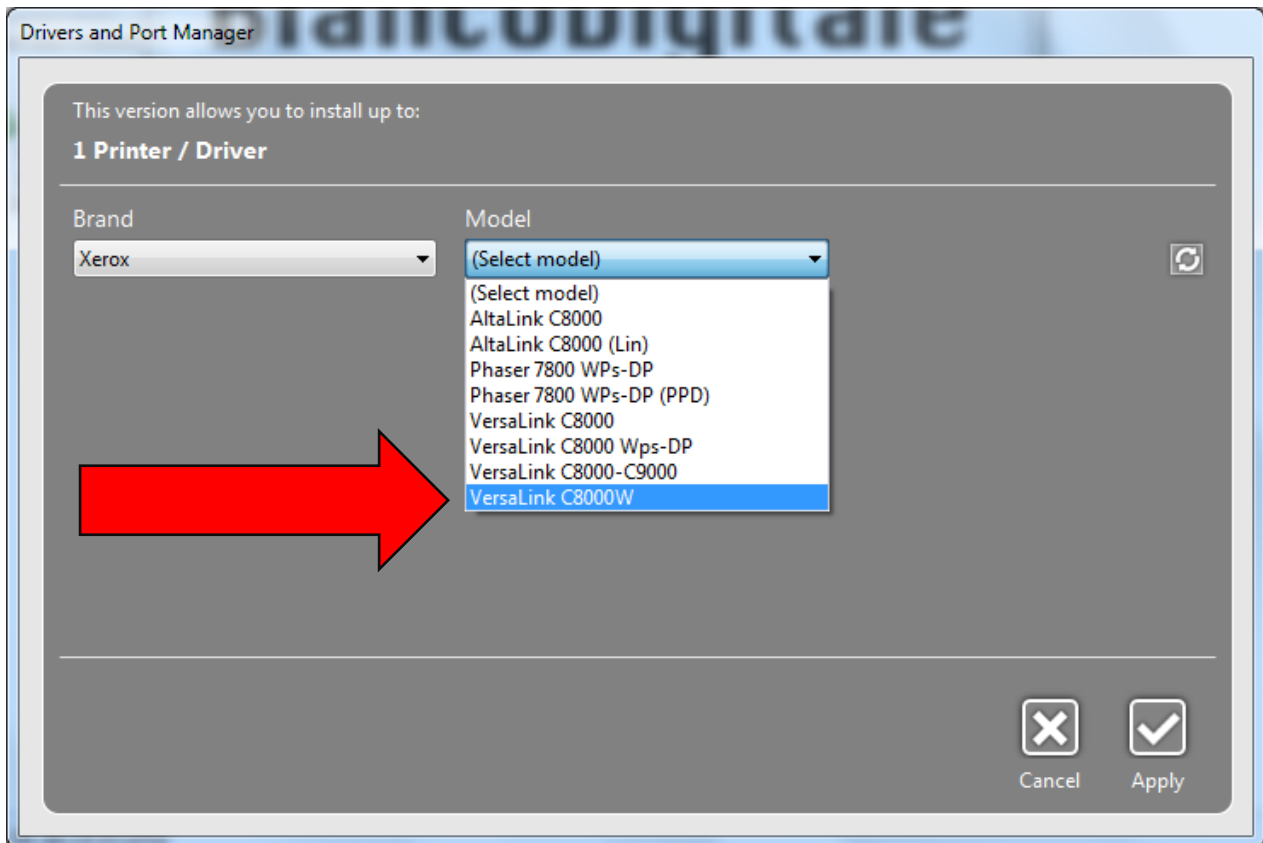 biancoDigitale
Drivers and Port Manager
This version allows you to install up to:
1 Printer / Driver
Brand
Model
Xerox
(Select model)
(Select model)
AltaLink C8000
AltaLink C8000 (Lin)
Phaser 7800 WPs-DP
Phaser 7800 WPs-DP (PPD)
VersaLink C8000
VersaLink C8000 Wps-DP
VersaLink C8000-C9000
VersaLink C8000W
Cancel
Apply